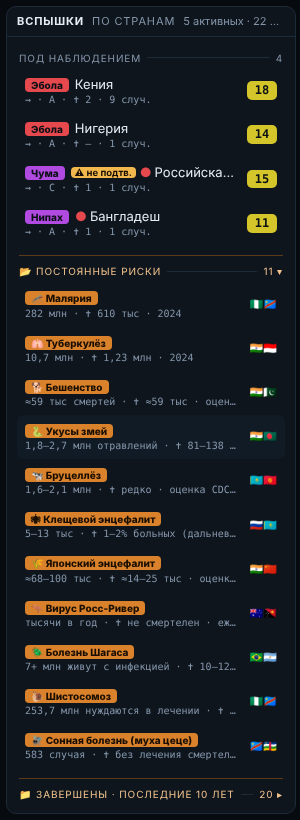 ВСПЫШКИ ПО СТРАНАМ 5 активных · 22 ...
ПОД НАБЛЮДЕНИЕМ 4
Эбола Кения 18
→ · A · ✝ 2 · 9 случ.
Эбола Нигерия 14
→ · A · ✝ — · 1 случ.
Чума ⚠ не подтв. Российска... 15
→ · C · ✝ 1 · 1 случ.
Нипах Бангладеш 11
→ · A · ✝ 1 · 1 случ.
ПОСТОЯННЫЕ РИСКИ 11 ▾
Малярия
282 млн · ✝ 610 тыс · 2024
Туберкулёз
10,7 млн · ✝ 1,23 млн · 2024
Бешенство
≈59 тыс смертей · ✝ ≈59 тыс · оцен…
Укусы змей
1,8–2,7 млн отравлений · ✝ 81–138 …
Бруцеллёз
1,6–2,1 млн · ✝ редко · оценка CDC…
Клещевой энцефалит
5–13 тыс · ✝ 1–2% больных (дальнев…
Японский энцефалит
≈68–100 тыс · ✝ ≈14–25 тыс · оценк…
Вирус Росс-Ривер
тысячи в год · ✝ не смертелен · еж…
Болезнь Шагаса
7+ млн живут с инфекцией · ✝ 10–12…
Шистосомоз
253,7 млн нуждаются в лечении · ✝ …
Сонная болезнь (муха цеце)
583 случая · ✝ без лечения смертел…
ЗАВЕРШЕНЫ · ПОСЛЕДНИЕ 10 ЛЕТ 20 ▸